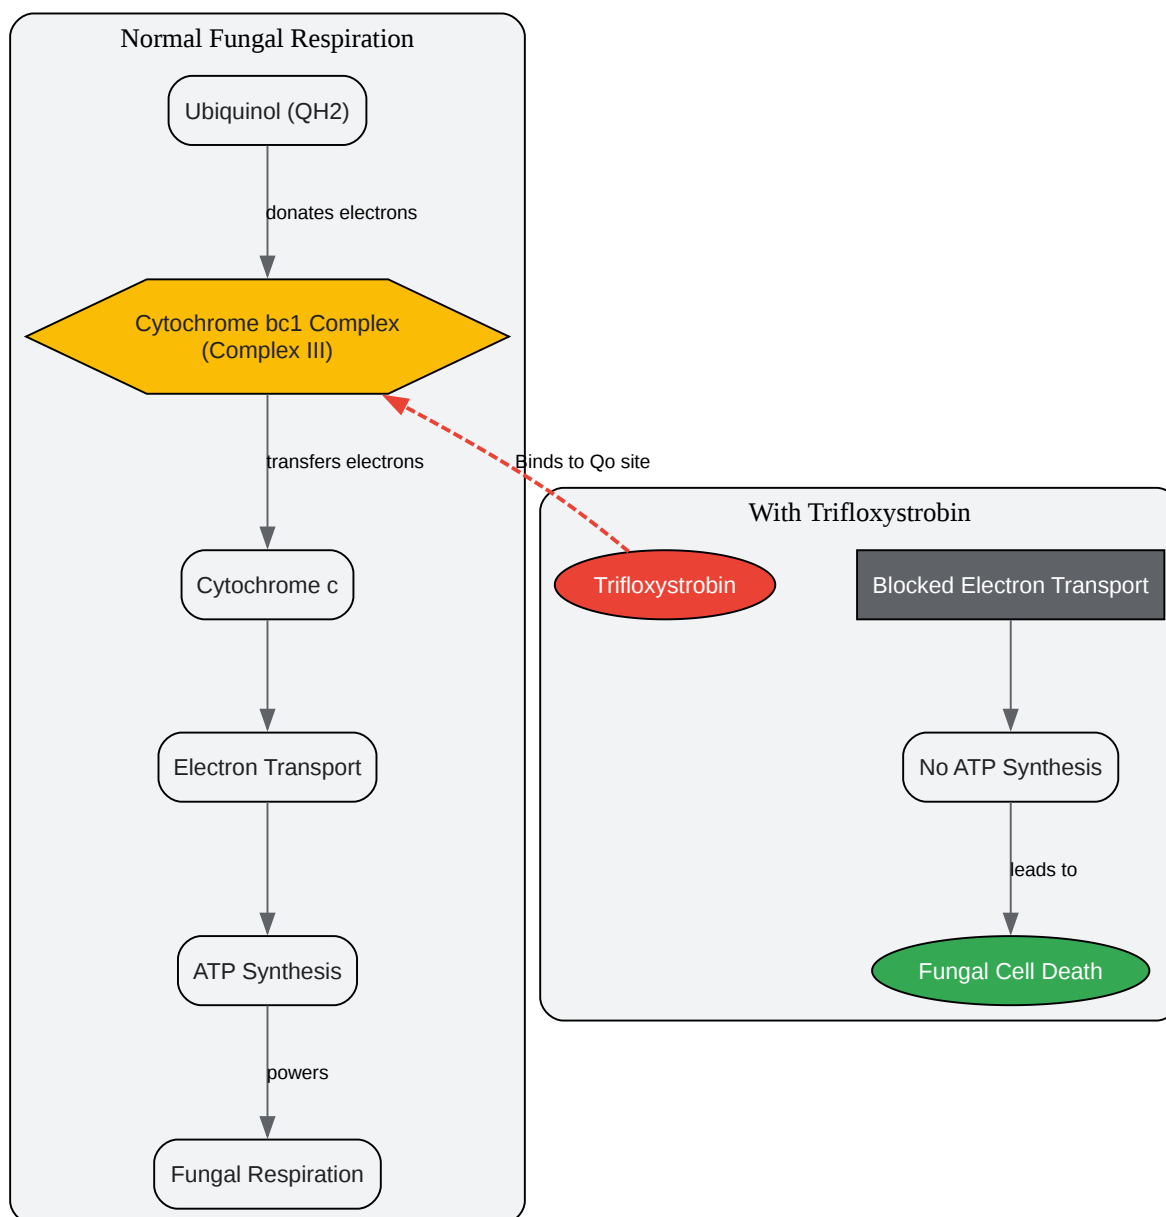 Normal Fungal Respiration
Ubiquinol (QH2)
donates electrons
Cytochrome bc1 Complex
(Complex III)
transfers electrons
Cytochrome c
Electron Transport
ATP Synthesis
powers
Fungal Respiration
Binds to Qo site
With Trifloxystrobin
Trifloxystrobin
Blocked Electron Transport
No ATP Synthesis
leads to
Fungal Cell Death